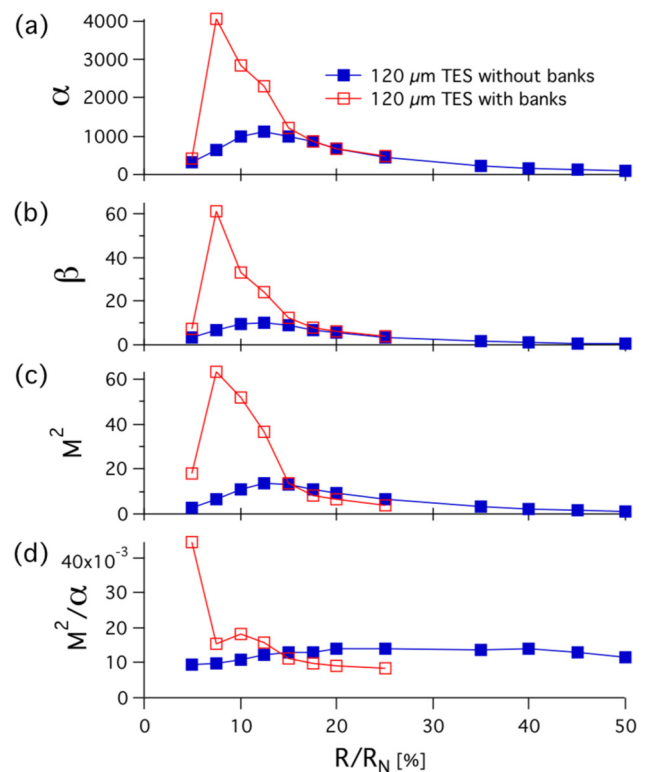 (a)
4000
3000
2000
1000
0
α
120 µm TES without banks
120 µm TES with banks
(b)
60
40
20
0
β
(c)
60
40
20
0
M²
(d)
40x10⁻³
30
20
10
0
M²/α
0 10 20 30 40 50
R/R_N [%]